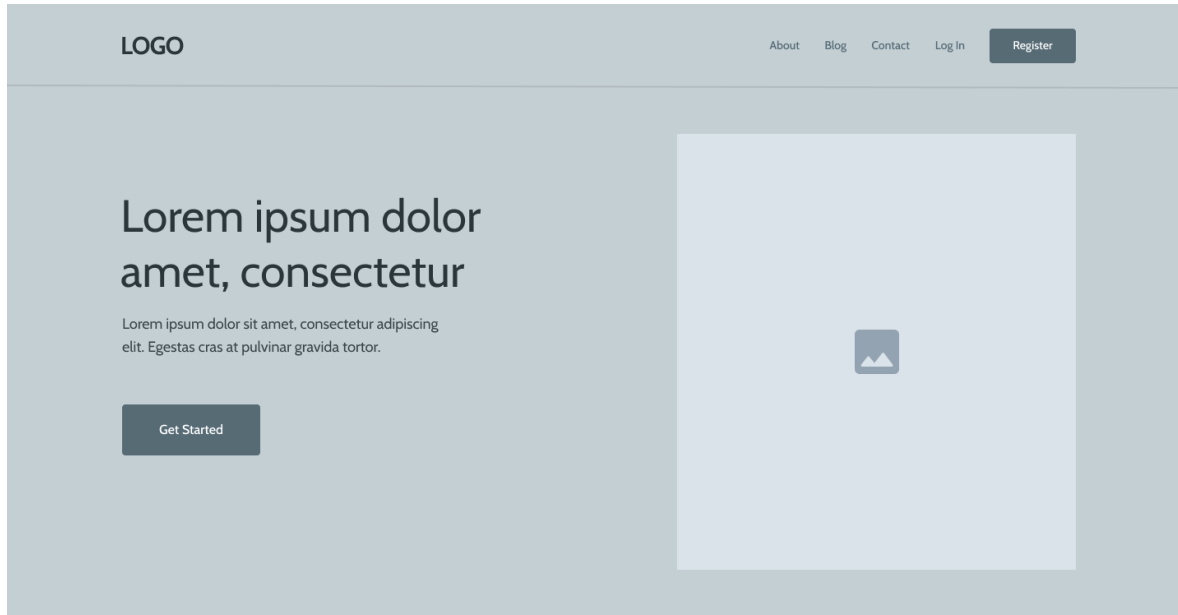 LOGO
About Blog Contact Log In Register
Lorem ipsum dolor
amet, consectetur
Lorem ipsum dolor sit amet, consectetur adipiscing
elit. Egestas cras at pulvinar gravida tortor.
Get Started